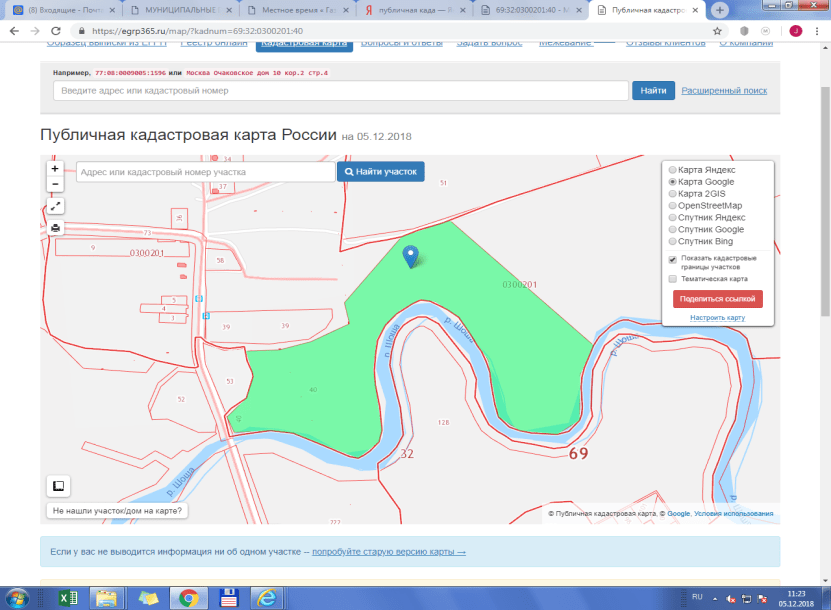 (8) Входящие - Почта
МУНИЦИПАЛЬНЫЕ
Местное время « Газ
публичная када — Я
69:32:0300201:40 - М
Публичная кадастро
https://egrp365.ru/map/?kadnum=69:32:0300201:40
Образец выписки из ЕГРП Реестр онлайн Кадастровая карта Вопросы и ответы Задать вопрос Межевание Отзывы клиентов О компании
Например, 77:08:0009005:1596 или Москва Очаковское дом 10 кор.2 стр.4
Введите адрес или кадастровый номер
Найти
Расширенный поиск
Публичная кадастровая карта России на 05.12.2018
+
−
Адрес или кадастровый номер участка
Найти участок
Карта Яндекс
Карта Google
Карта 2GIS
OpenStreetMap
Спутник Яндекс
Спутник Google
Спутник Bing
Показать кадастровые
границы участков
Тематическая карта
Поделиться ссылкой
Настроить карту
34
37
51
36
73
9
0300201
58
0300201
5
4
3
39
39
р. Шоша
р. Шоша
р. Шоша
53
40
52
128
32
69
р. Шоша
222
Не нашли участок/дом на карте?
© Публичная кадастровая карта, © Google, Условия использования
Если у вас не выводится информация ни об одном участке – попробуйте старую версию карты →
RU
11:23
05.12.2018